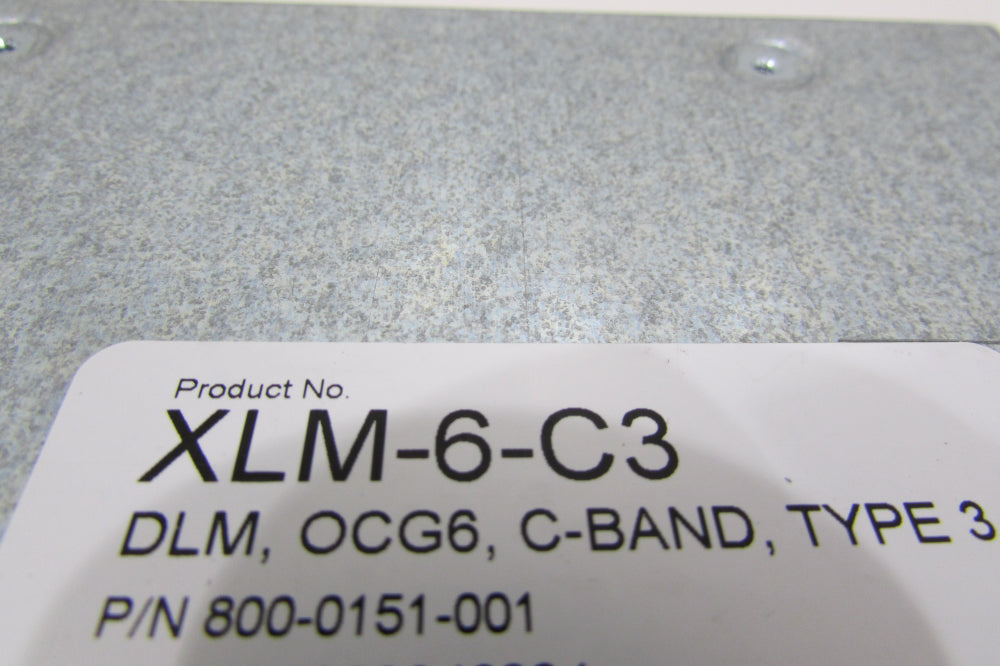 Product No.
XLM-6-C3
DLM, OCG6, C-BAND, TYPE 3
P/N 800-0151-001